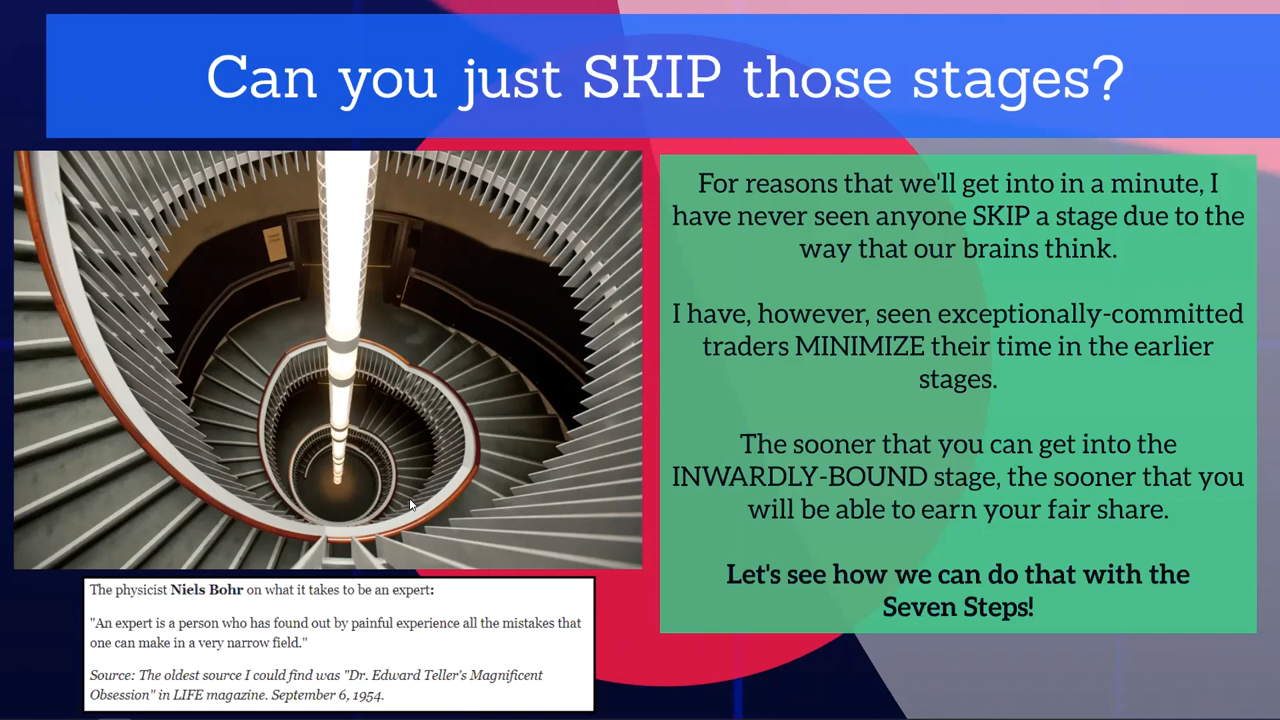 Can you just SKIP those stages?
For reasons that we'll get into in a minute, I
have never seen anyone SKIP a stage due to the
way that our brains think.
I have, however, seen exceptionally-committed
traders MINIMIZE their time in the earlier
stages.
The sooner that you can get into the
INWARDLY-BOUND stage, the sooner that you
will be able to earn your fair share.
Let's see how we can do that with the
Seven Steps!
The physicist Niels Bohr on what it takes to be an expert:
"An expert is a person who has found out by painful experience all the mistakes that
one can make in a very narrow field."
Source: The oldest source I could find was "Dr. Edward Teller's Magnificent
Obsession" in LIFE magazine. September 6, 1954.